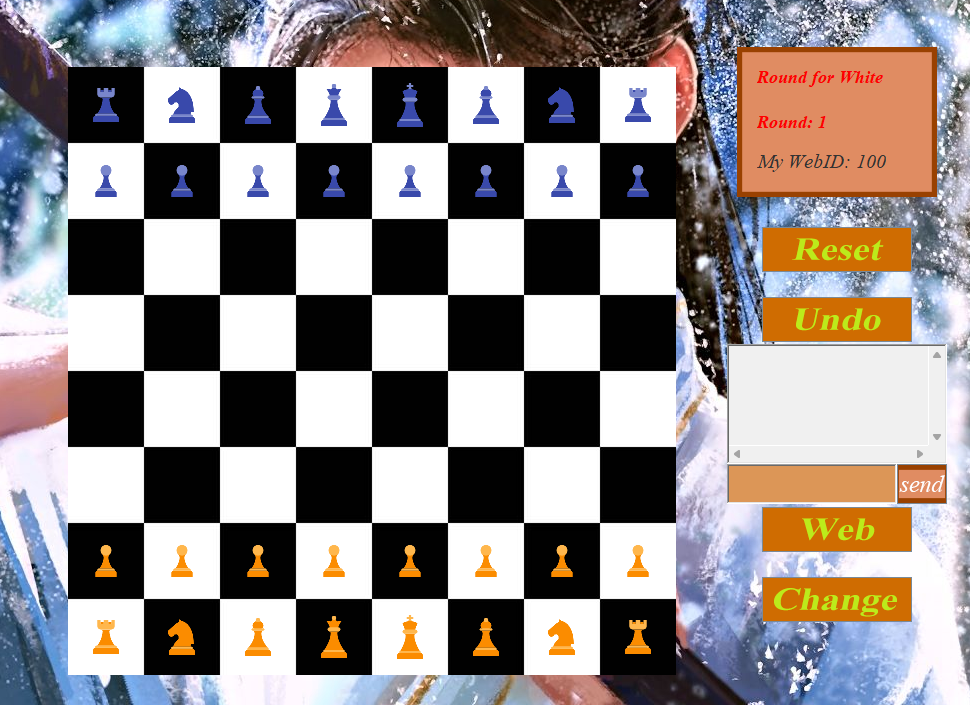 Round for White
Round: 1
My WebID: 100
Reset
Undo
send
Web
Change